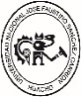 UNIVERSIDAD NACIONAL JOSE FAUSTINO SANCHEZ CARRION
HUACHO